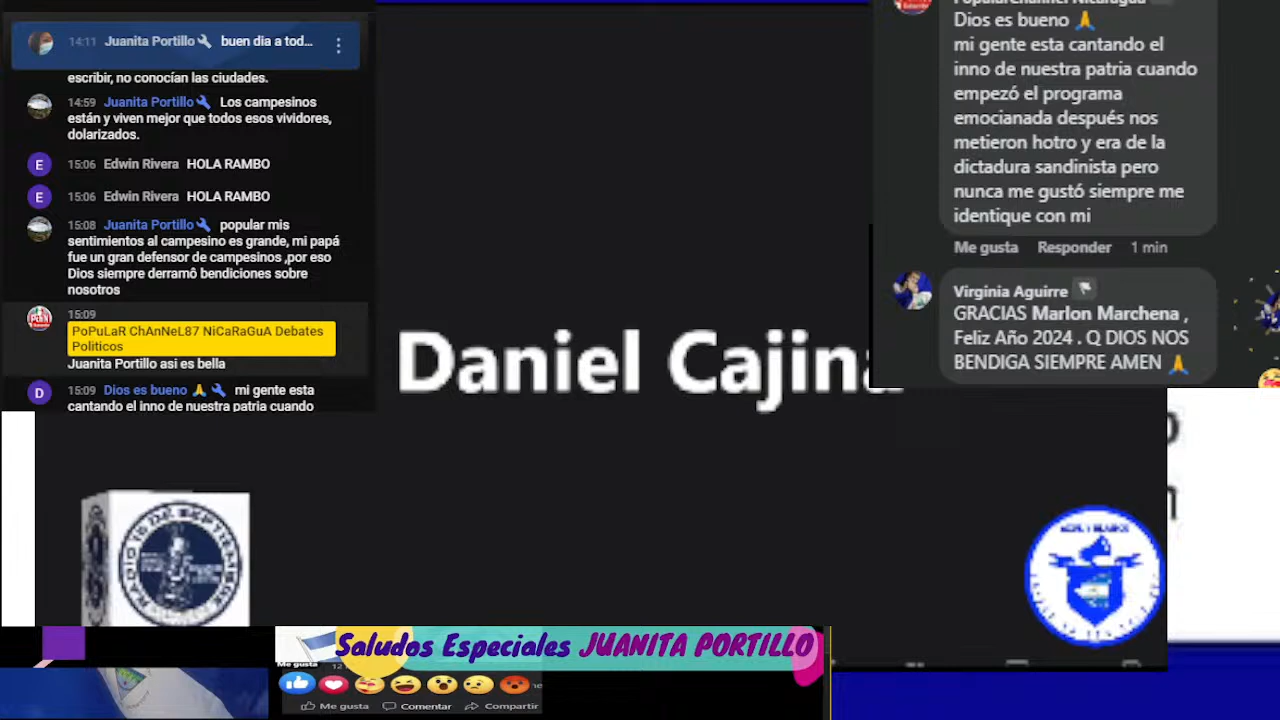 14:11 Juanita Portillo buen dia a tod...
escribir, no conocían las ciudades.
14:59 Juanita Portillo Los campesinos
están y viven mejor que todos esos vividores,
dolarizados.
E 15:06 Edwin Rivera HOLA RAMBO
E 15:06 Edwin Rivera HOLA RAMBO
15:08 Juanita Portillo popular mis
sentimientos al campesino es grande, mi papá
fue un gran defensor de campesinos ,por eso
Dios siempre derramô bendiciones sobre
nosotros
15:09
PoPuLaR ChAnNeL87 NiCaRaGuA Debates
Politicos
Juanita Portillo asi es bella
D 15:09 Dios es bueno 🙏 mi gente esta
cantando el inno de nuestra patria cuando
Daniel Cajina
Dios es bueno 🙏
mi gente esta cantando el
inno de nuestra patria cuando
empezó el programa
emocianada después nos
metieron hotro y era de la
dictadura sandinista pero
nunca me gustó siempre me
identique con mi
Me gusta Responder 1 min
Virginia Aguirre
GRACIAS Marlon Marchena ,
Feliz Año 2024 . Q DIOS NOS
BENDIGA SIEMPRE AMEN 🙏
RADIO 15 DE SEPTIEMBRE
Saludos Especiales JUANITA PORTILLO
Me gusta
Me gusta Comentar Compartir